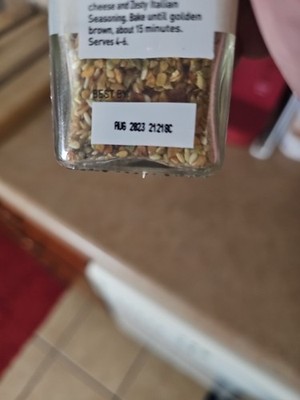 cheese and Zesty Italian
Seasoning. Bake until golden
brown, about 15 minutes.
Serves 4-6.
BEST BY
AUG 2023 21218C